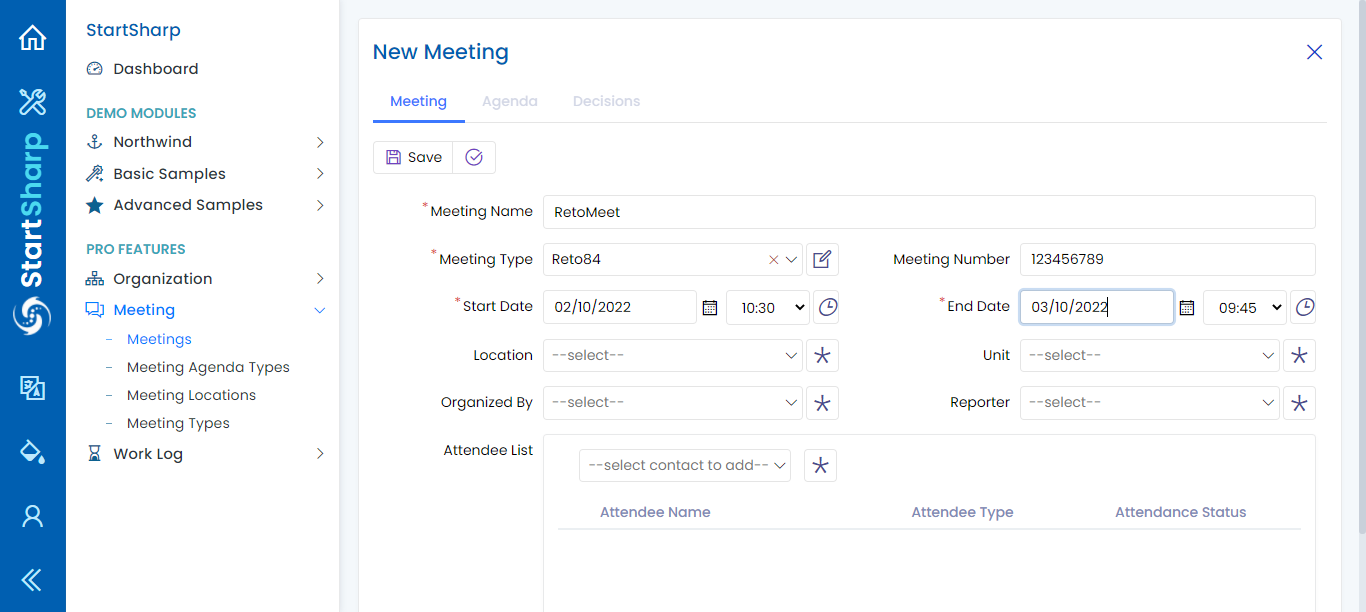 StartSharp
StartSharp
Dashboard
DEMO MODULES
Northwind
Basic Samples
Advanced Samples
PRO FEATURES
Organization
Meeting
- Meetings
- Meeting Agenda Types
- Meeting Locations
- Meeting Types
Work Log
New Meeting
Meeting Agenda Decisions
Save
*Meeting Name RetoMeet
*Meeting Type Reto84 Meeting Number 123456789
*Start Date 02/10/2022 10:30 *End Date 03/10/2022 09:45
Location --select-- Unit --select--
Organized By --select-- Reporter --select--
Attendee List
--select contact to add--
Attendee Name Attendee Type Attendance Status